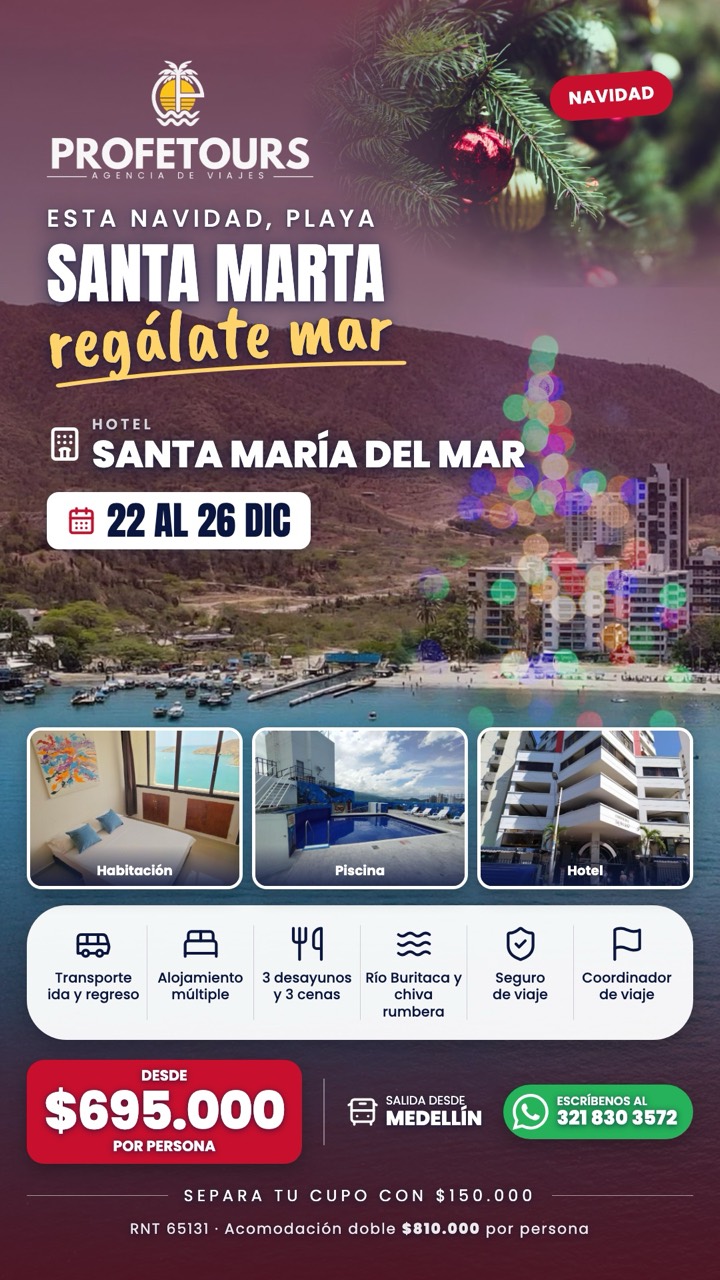 NAVIDAD
PROFETOURS
AGENCIA DE VIAJES
ESTA NAVIDAD, PLAYA
SANTA MARTA
regálate mar
HOTEL
SANTA MARÍA DEL MAR
22 AL 26 DIC
Habitación
Piscina
Hotel
Transporte
ida y regreso
Alojamiento
múltiple
3 desayunos
y 3 cenas
Río Buritaca y
chiva
rumbera
Seguro
de viaje
Coordinador
de viaje
DESDE
$695.000
POR PERSONA
SALIDA DESDE
MEDELLÍN
ESCRÍBENOS AL
321 830 3572
SEPARA TU CUPO CON $150.000
RNT 65131 · Acomodación doble $810.000 por persona